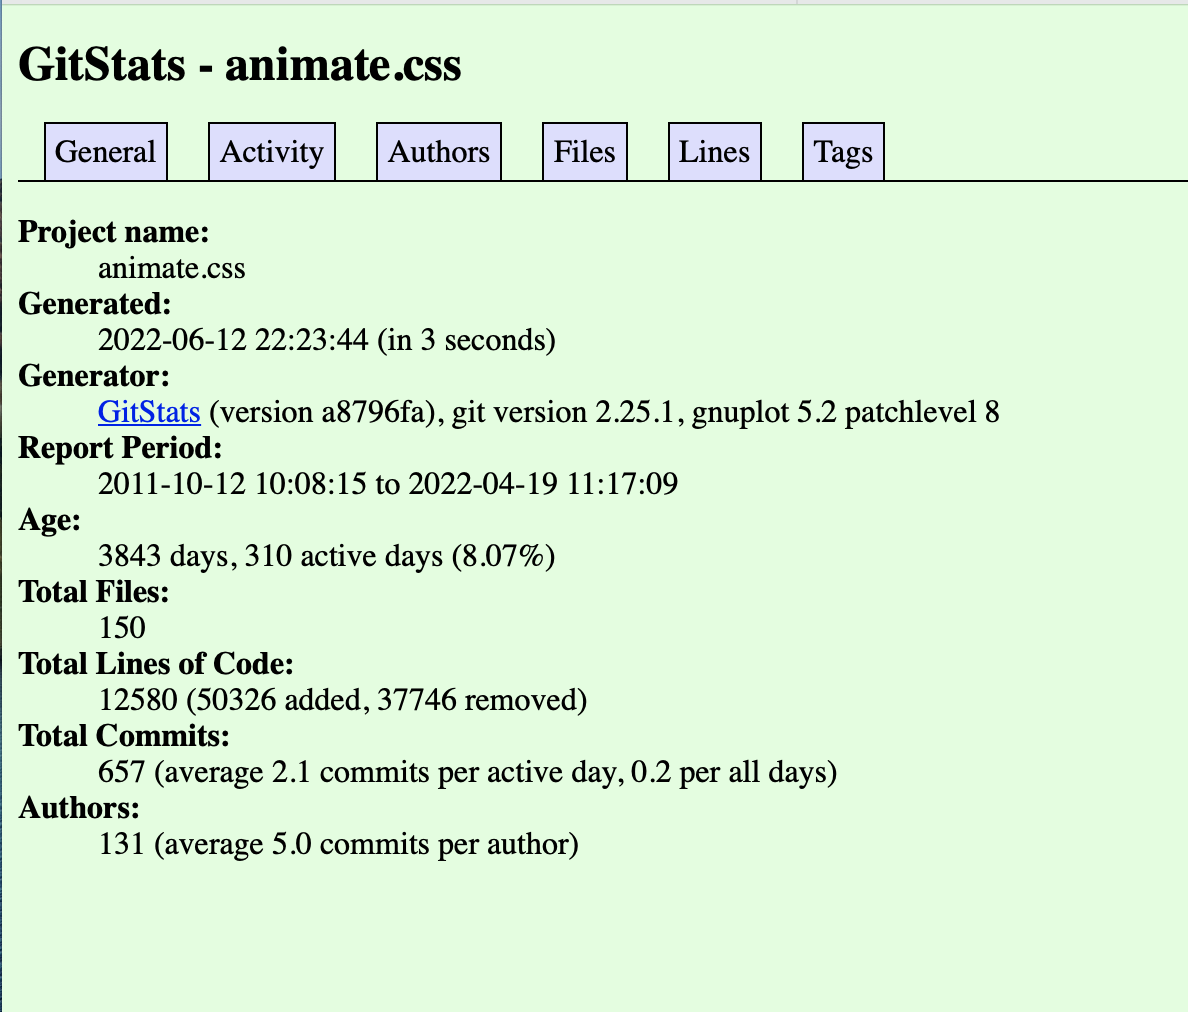 GitStats - animate.css
General Activity Authors Files Lines Tags
Project name:
animate.css
Generated:
2022-06-12 22:23:44 (in 3 seconds)
Generator:
GitStats (version a8796fa), git version 2.25.1, gnuplot 5.2 patchlevel 8
Report Period:
2011-10-12 10:08:15 to 2022-04-19 11:17:09
Age:
3843 days, 310 active days (8.07%)
Total Files:
150
Total Lines of Code:
12580 (50326 added, 37746 removed)
Total Commits:
657 (average 2.1 commits per active day, 0.2 per all days)
Authors:
131 (average 5.0 commits per author)